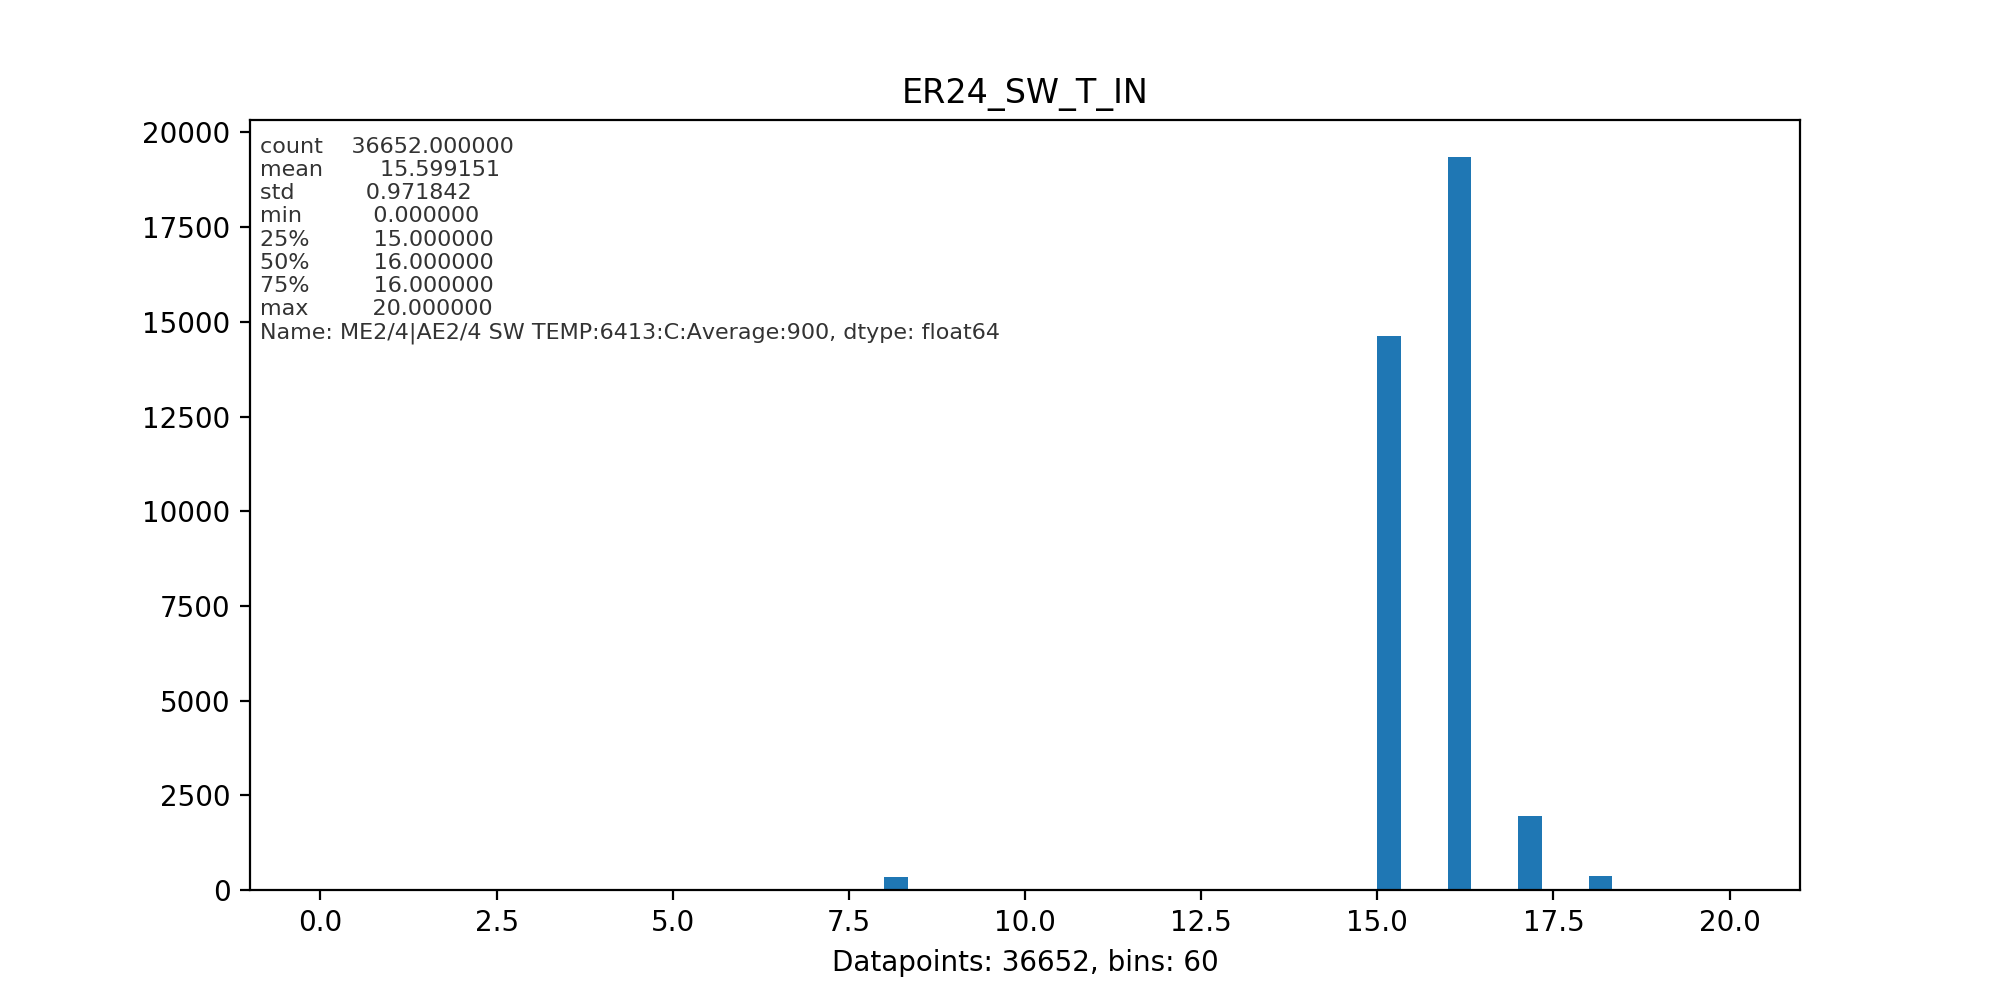 ER24_SW_T_IN
20000
17500
15000
12500
10000
7500
5000
2500
0
count 36652.000000
mean 15.599151
std 0.971842
min 0.000000
25% 15.000000
50% 16.000000
75% 16.000000
max 20.000000
Name: ME2/4|AE2/4 SW TEMP:6413:C:Average:900, dtype: float64
0.0 2.5 5.0 7.5 10.0 12.5 15.0 17.5 20.0
Datapoints: 36652, bins: 60